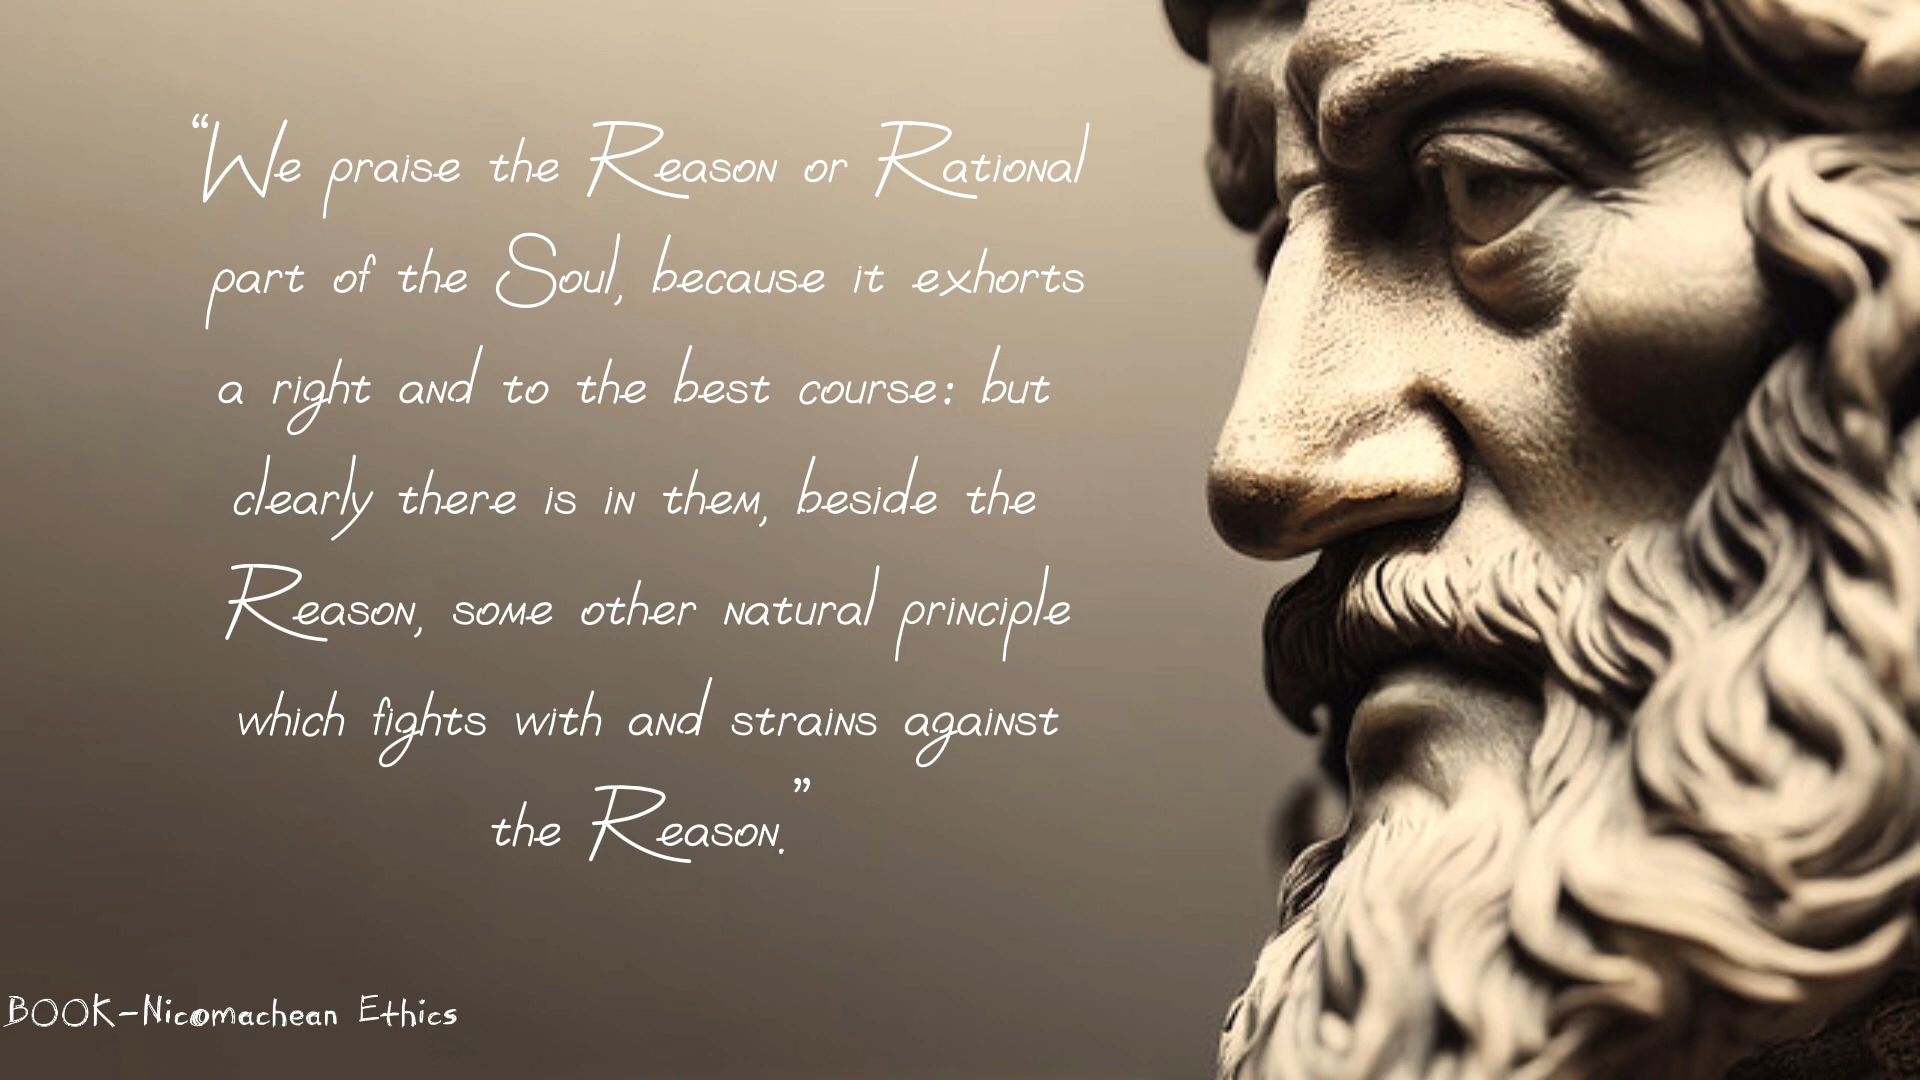 “We praise the Reason or Rational
part of the Soul, because it exhorts
a right and to the best course: but
clearly there is in them, beside the
Reason, some other natural principle
which fights with and strains against
the Reason.”
BOOK-Nicomachean Ethics